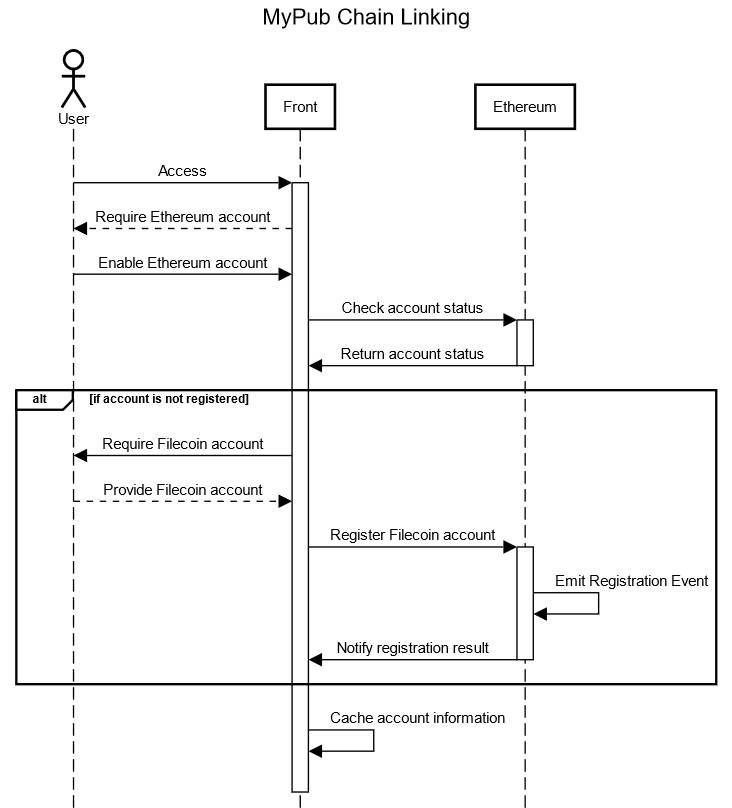 MyPub Chain Linking
User
Front
Ethereum
Access
Require Ethereum account
Enable Ethereum account
Check account status
Return account status
alt
[if account is not registered]
Require Filecoin account
Provide Filecoin account
Register Filecoin account
Emit Registration Event
Notify registration result
Cache account information